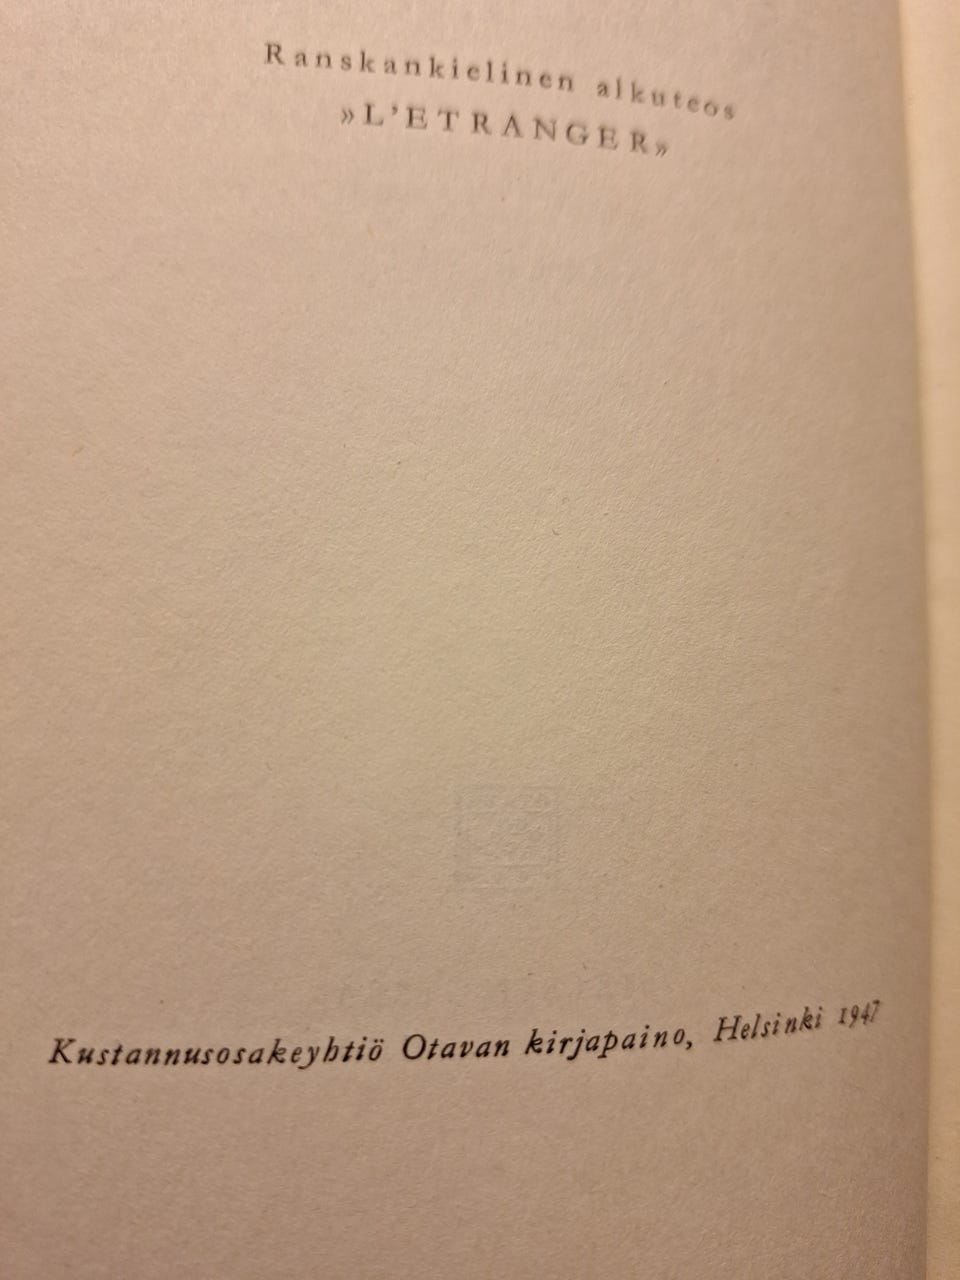 Ranskankielinen alkuteos
»L'ETRANGER»
Kustannusosakeyhtiö Otavan kirjapaino, Helsinki 1947